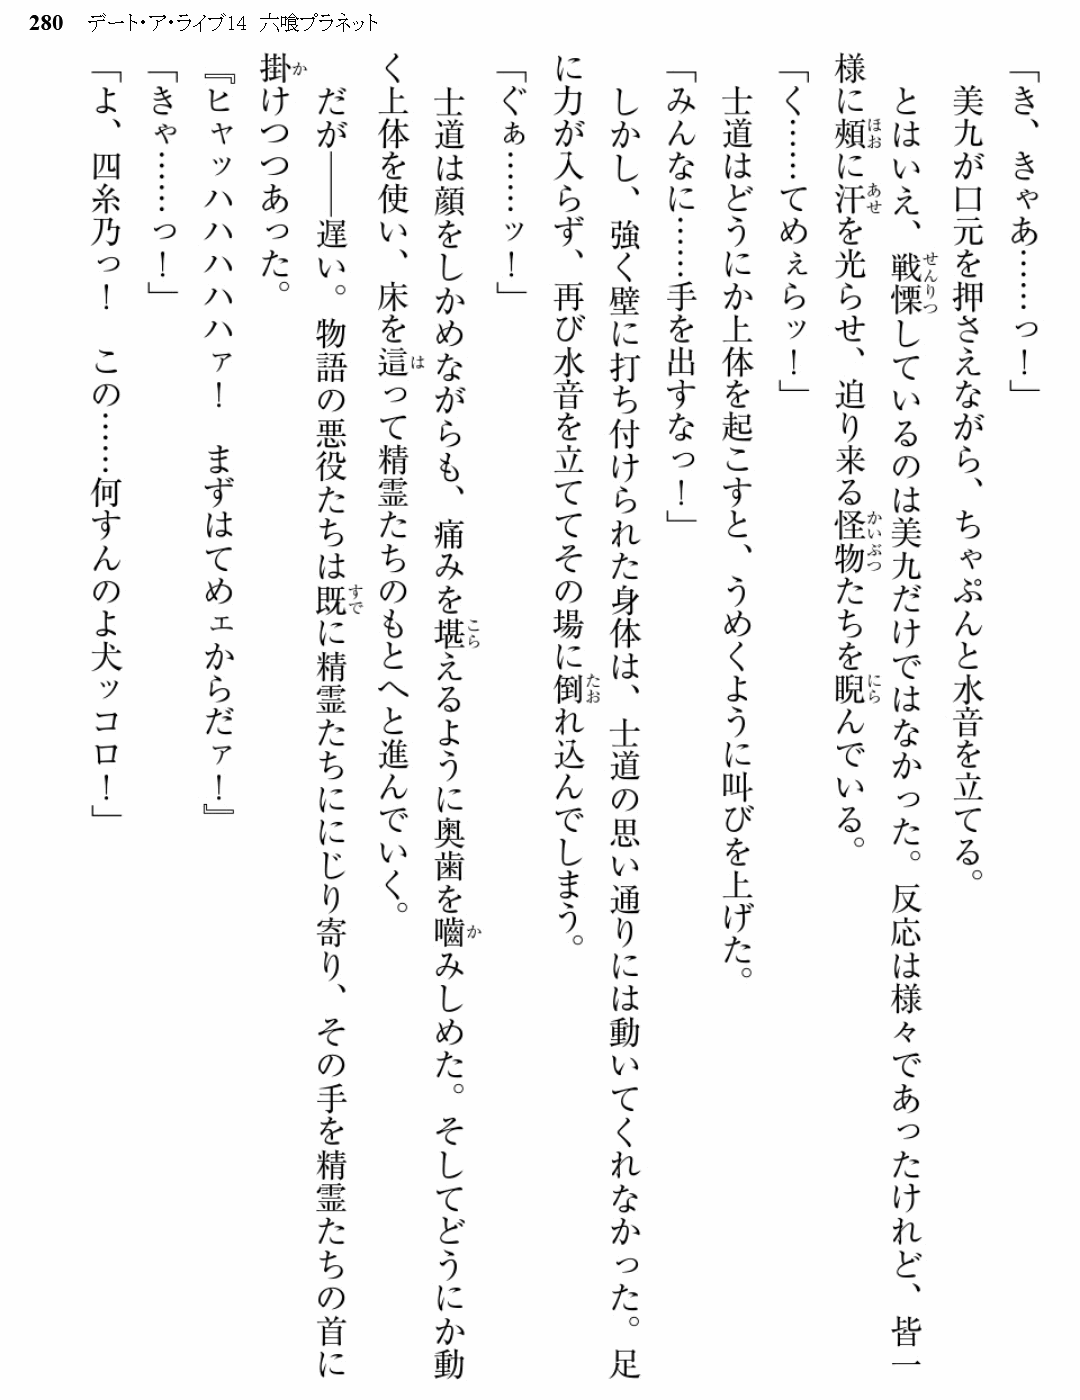 280 デート・ア・ライブ14 六喰プラネット
「き、きゃあ……っ！」
美九が口元を押さえながら、ちゃぷんと水音を立てる。
とはいえ、戦慄しているのは美九だけではなかった。反応は様々であったけれど、皆一
様に頰に汗を光らせ、迫り来る怪物たちを睨んでいる。
「く……てめぇらッ！」
士道はどうにか上体を起こすと、うめくように叫びを上げた。
「みんなに……手を出すなっ！」
しかし、強く壁に打ち付けられた身体は、士道の思い通りには動いてくれなかった。足
に力が入らず、再び水音を立ててその場に倒れ込んでしまう。
「ぐぁ……ッ！」
士道は顔をしかめながらも、痛みを堪えるように奥歯を嚙みしめた。そしてどうにか動
く上体を使い、床を這って精霊たちのもとへと進んでいく。
だが――遅い。物語の悪役たちは既に精霊たちににじり寄り、その手を精霊たちの首に
掛けつつあった。
『ヒャッハハハハァ！　まずはてめェからだァ！』
「きゃ……っ！」
「よ、四糸乃っ！　この……何すんのよ犬ッコロ！」